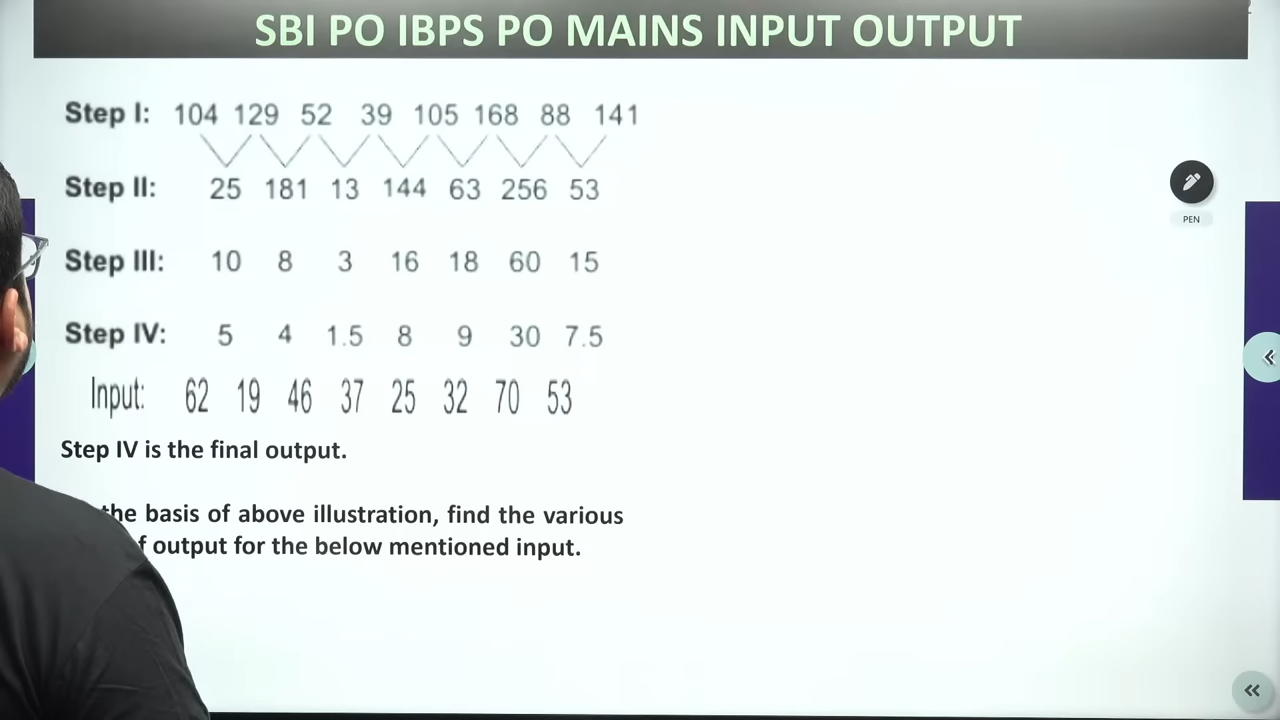 SBI PO IBPS PO MAINS INPUT OUTPUT
Step I: 104 129 52 39 105 168 88 141
Step II: 25 181 13 144 63 256 53
Step III: 10 8 3 16 18 60 15
Step IV: 5 4 1.5 8 9 30 7.5
Input: 62 19 46 37 25 32 70 53
Step IV is the final output.
the basis of above illustration, find the various
output for the below mentioned input.
PEN